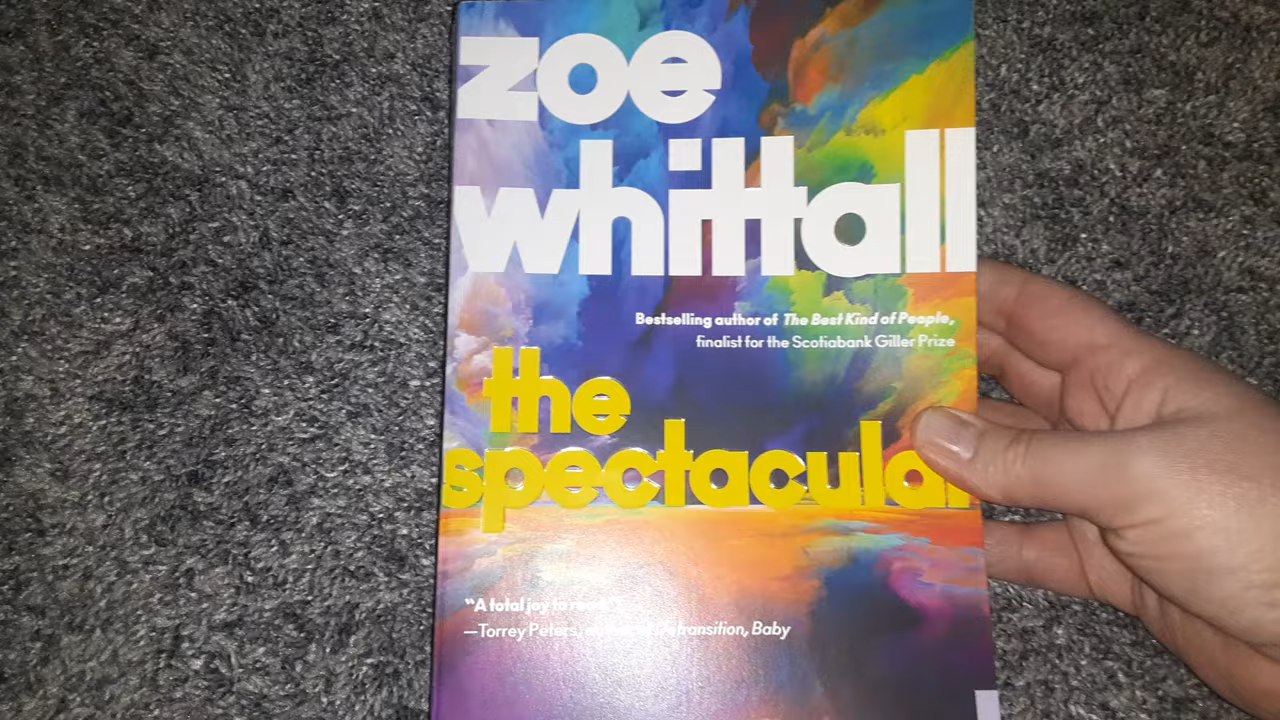 zoe
whittall
Bestselling author of The Best Kind of People,
finalist for the Scotiabank Giller Prize
the
spectacular
"A total joy to
—Torrey Peters, Detransition, Baby